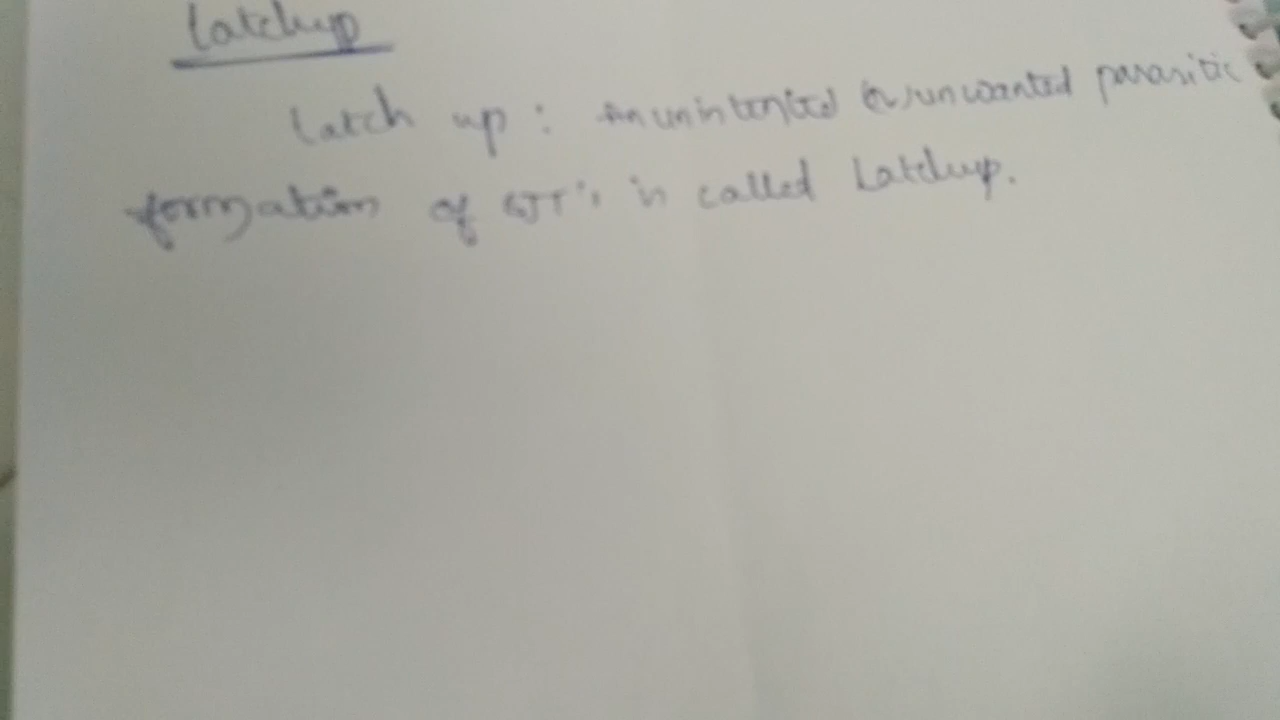 Latchup
Latch up : An unintented (or) unwanted parasitic
formation of BJT's is called Latchup.